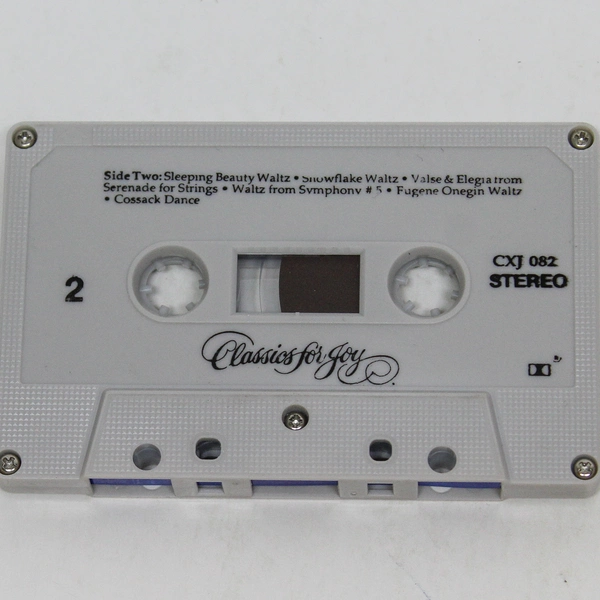 Side Two: Sleeping Beauty Waltz • Snowflake Waltz • Valse & Elegia from
Serenade for Strings • Waltz from Symphony # 5 • Eugene Onegin Waltz
• Cossack Dance
2
CXJ 082
STEREO
Classics for Joy